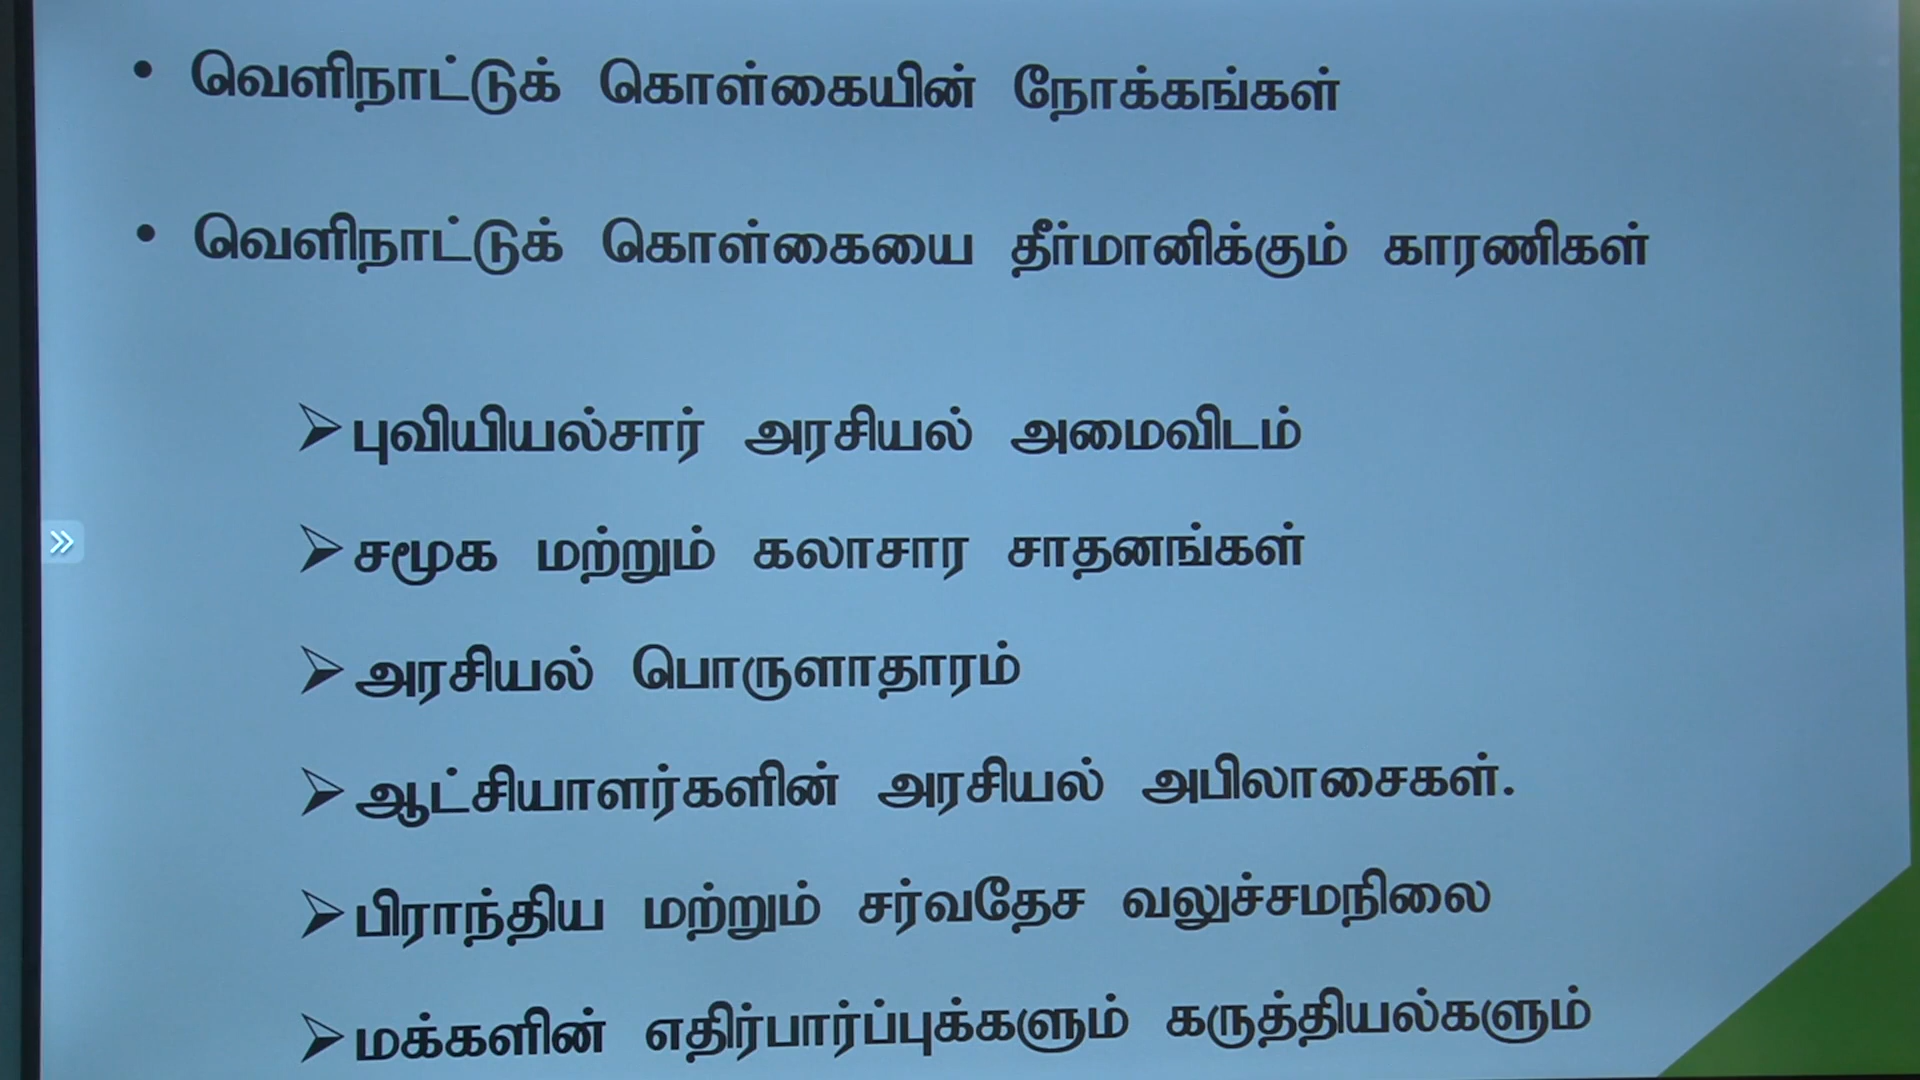 • வெளிநாட்டுக் கொள்கையின் நோக்கங்கள்
• வெளிநாட்டுக் கொள்கையை தீர்மானிக்கும் காரணிகள்
➢ புவியியல்சார் அரசியல் அமைவிடம்
➢ சமூக மற்றும் கலாசார சாதனங்கள்
➢ அரசியல் பொருளாதாரம்
➢ ஆட்சியாளர்களின் அரசியல் அபிலாசைகள்.
➢ பிராந்திய மற்றும் சர்வதேச வலுச்சமநிலை
➢ மக்களின் எதிர்பார்ப்புக்களும் கருத்தியல்களும்